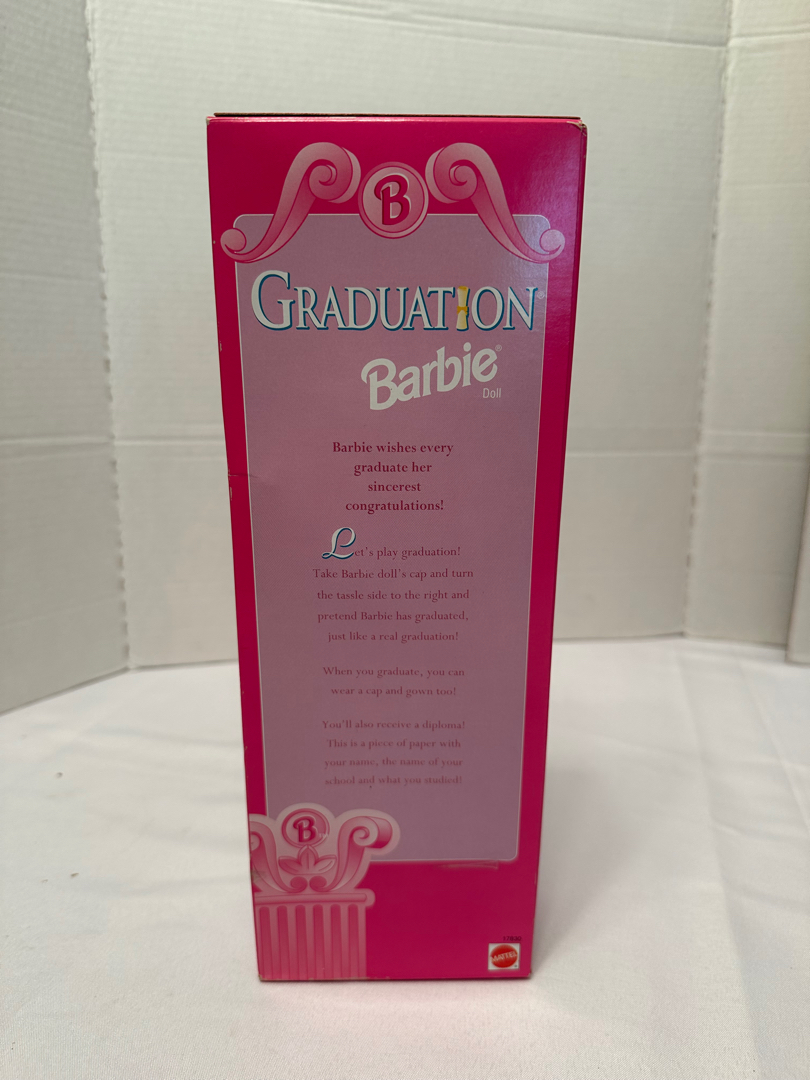 B
GRADUATION®
Barbie®
Doll
Barbie wishes every
graduate her
sincerest
congratulations!
Let's play graduation!
Take Barbie doll's cap and turn
the tassle side to the right and
pretend Barbie has graduated,
just like a real graduation!
When you graduate, you can
wear a cap and gown too!
You'll also receive a diploma!
This is a piece of paper with
your name, the name of your
school and what you studied!
B
MATTEL